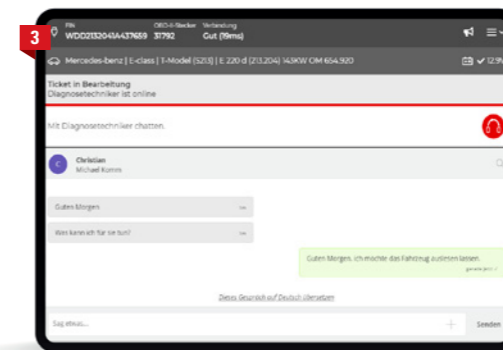 3
FIN OBD-II-Stecker Verbindung
WDD2132041A437659 31792 Gut (19ms)
Mercedes-benz | E-class | T-Model (S213) | E 220 d (213.204) 143KW OM 654.920
Ticket in Bearbeitung
Diagnosetechniker ist online
Mit Diagnosetechniker chatten.
C
Christian
Michael Komm
Guten Morgen
Was kann ich für sie tun?
Guten Morgen, ich möchte das Fahrzeug auslesen lassen.
gerade jetzt
Dieses Gespräch auf Deutsch übersetzen
Sag etwas...
Senden